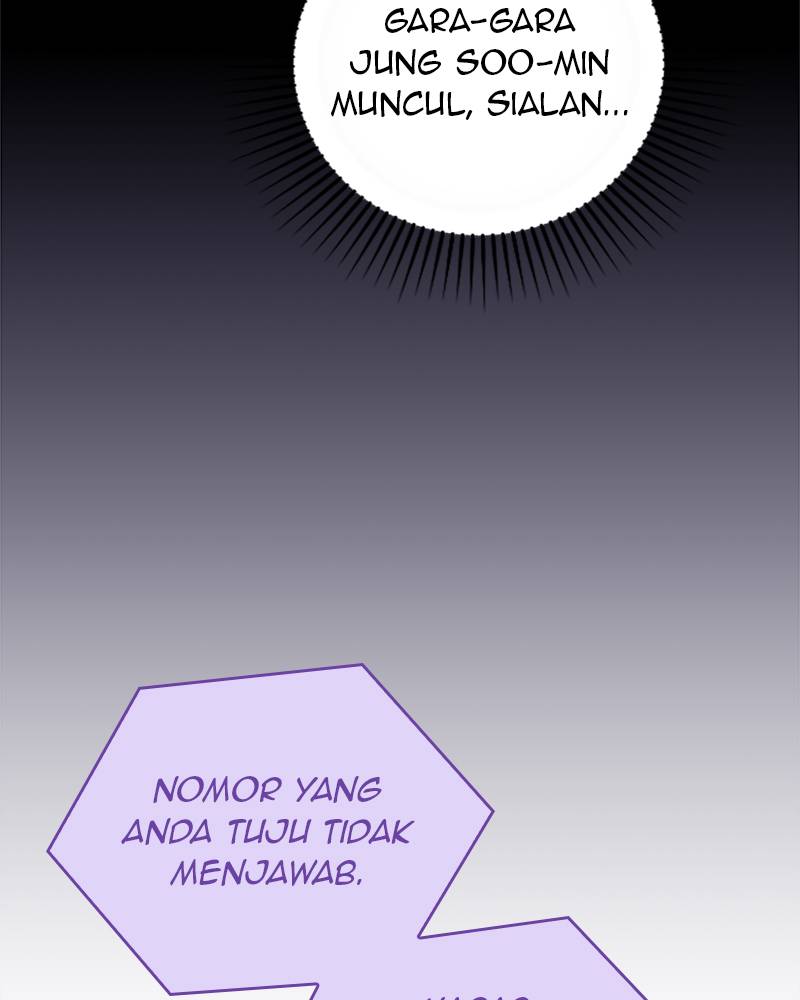 GARA-GARA
JUNG SOO-MIN
MUNCUL, SIALAN...
NOMOR YANG
ANDA TUJU TIDAK
MENJAWAB.